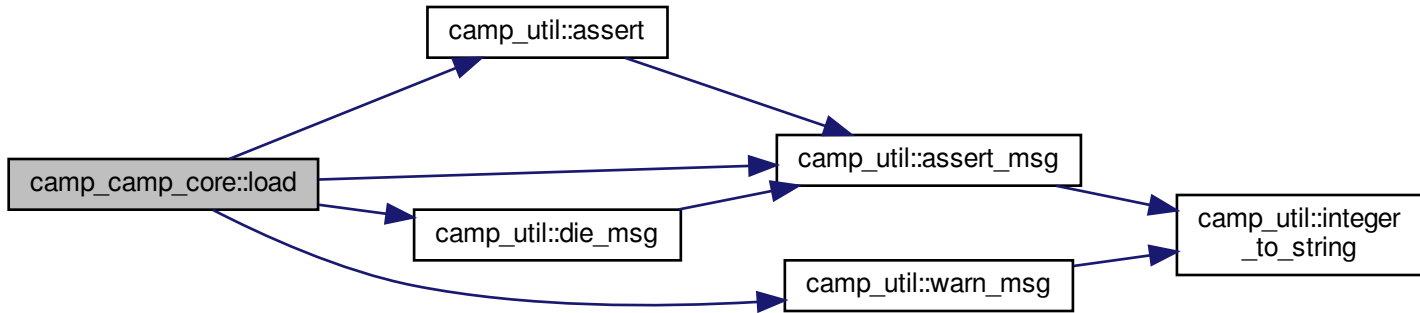 camp_util::assert
camp_util::assert_msg
camp_camp_core::load
camp_util::die_msg
camp_util::integer
_to_string
camp_util::warn_msg